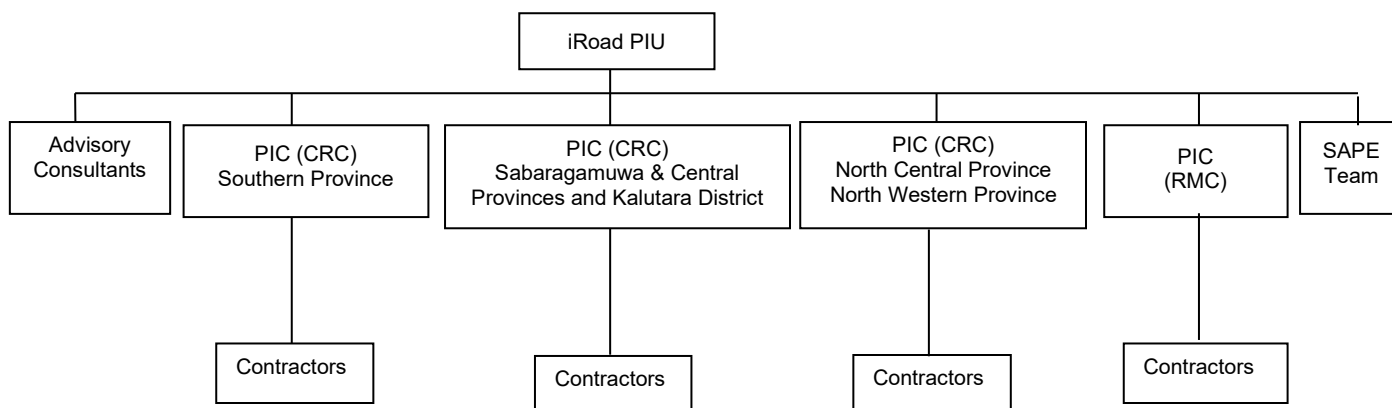 iRoad PIU
Advisory
Consultants
PIC (CRC)
Southern Province
PIC (CRC)
Sabaragamuwa & Central
Provinces and Kalutara District
PIC (CRC)
North Central Province
North Western Province
PIC
(RMC)
SAPE
Team
Contractors
Contractors
Contractors
Contractors